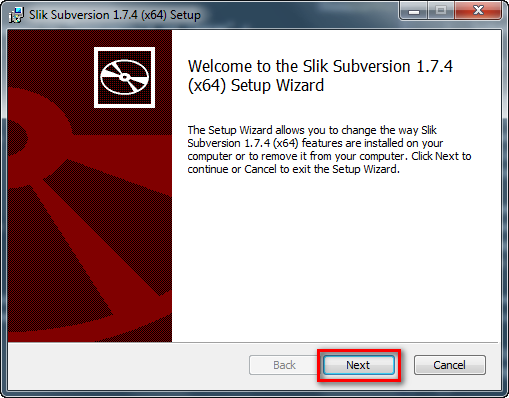 Slik Subversion 1.7.4 (x64) Setup
Welcome to the Slik Subversion 1.7.4
(x64) Setup Wizard
The Setup Wizard allows you to change the way Slik
Subversion 1.7.4 (x64) features are installed on your
computer or to remove it from your computer. Click Next to
continue or Cancel to exit the Setup Wizard.
Back Next Cancel